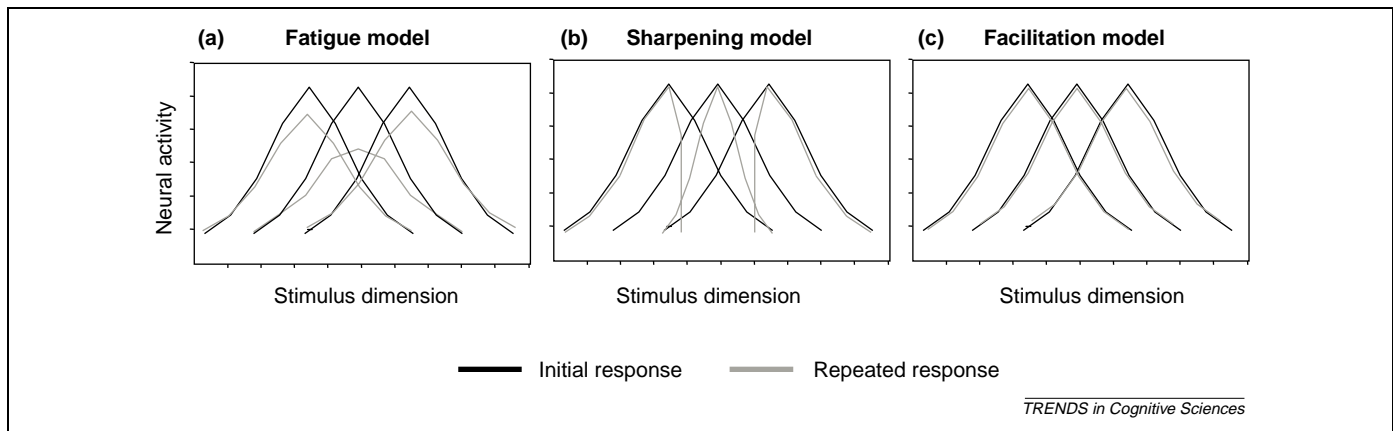 (a) Fatigue model
(b) Sharpening model
(c) Facilitation model
Neural activity
Stimulus dimension
Stimulus dimension
Stimulus dimension
Initial response
Repeated response
TRENDS in Cognitive Sciences